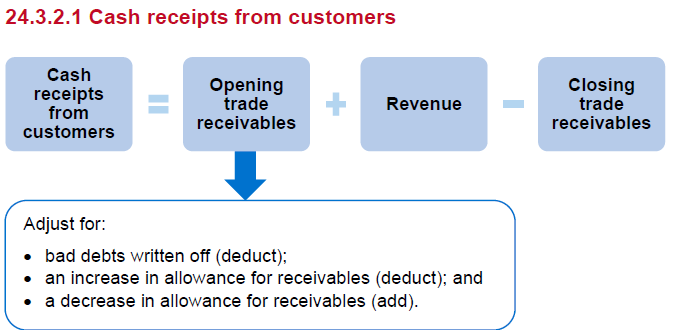 24.3.2.1 Cash receipts from customers
Cash
receipts
from
customers
=
Opening
trade
receivables
+
Revenue
−
Closing
trade
receivables
Adjust for:
• bad debts written off (deduct);
• an increase in allowance for receivables (deduct); and
• a decrease in allowance for receivables (add).